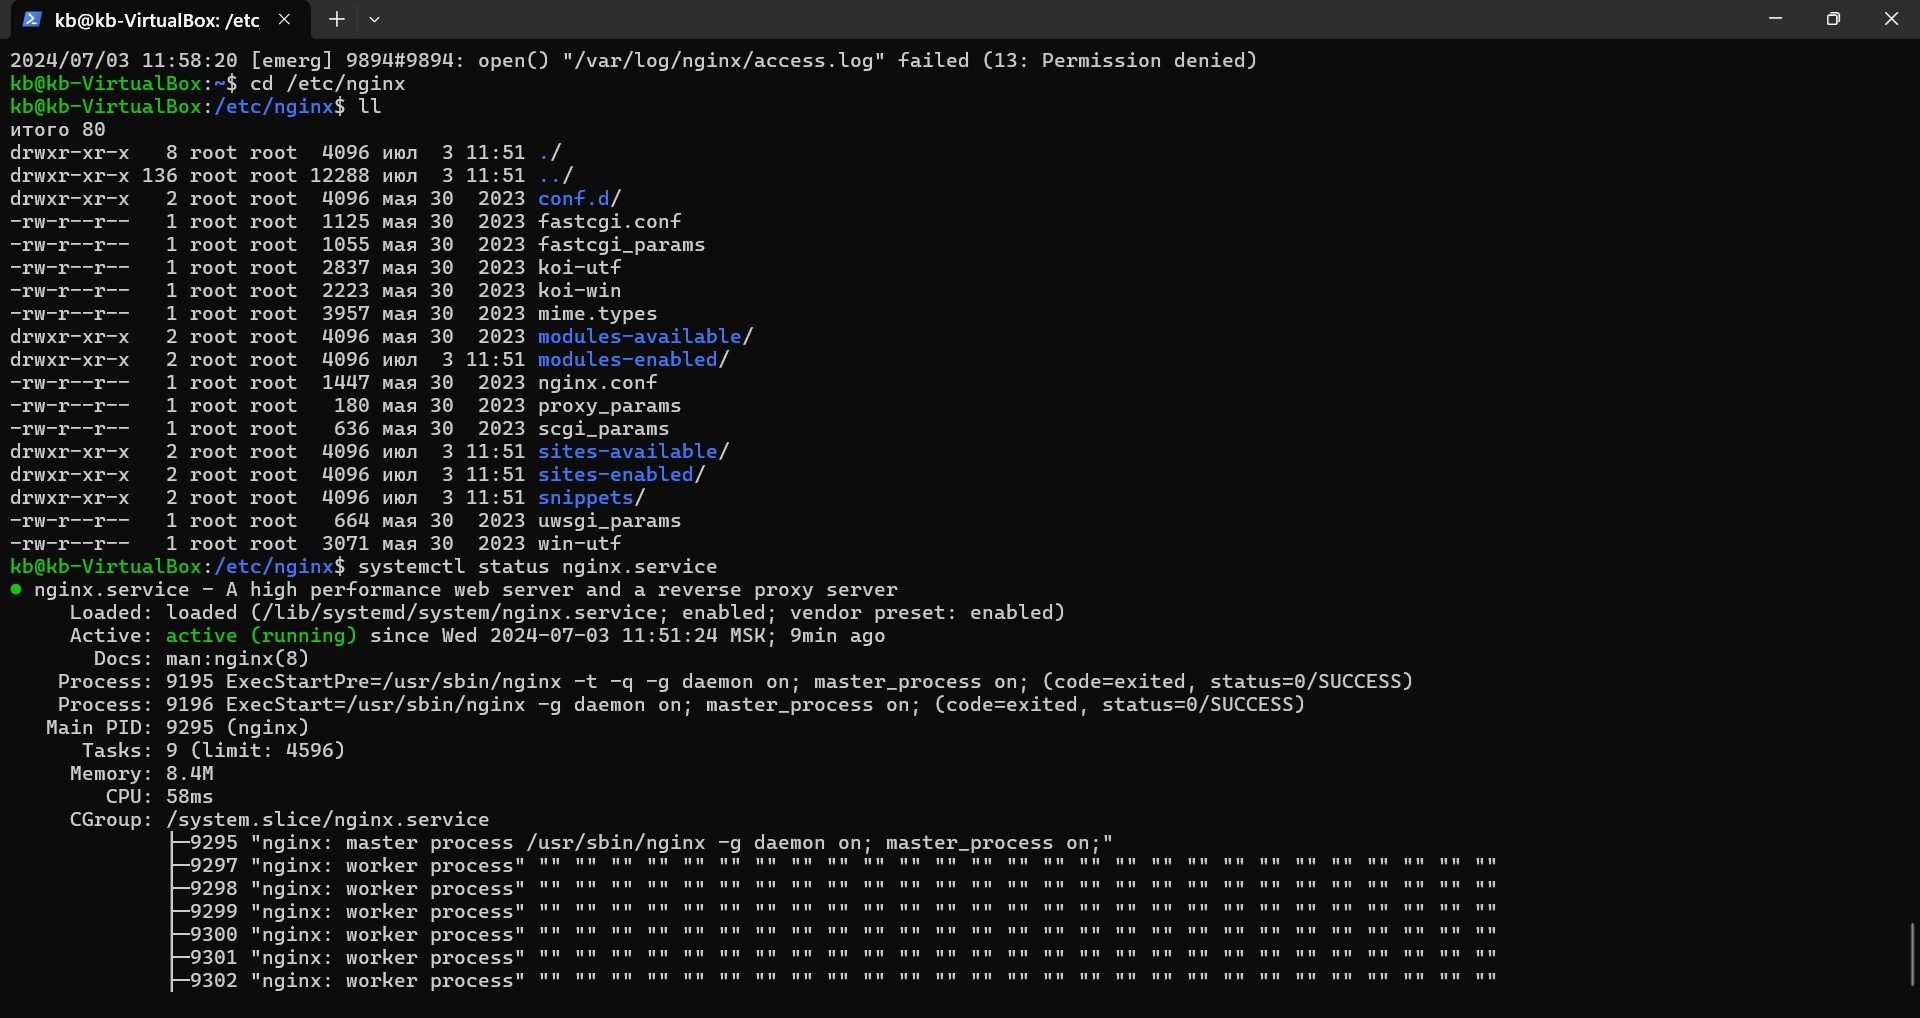 kb@kb-VirtualBox: /etc
2024/07/03 11:58:20 [emerg] 9894#9894: open() "/var/log/nginx/access.log" failed (13: Permission denied)
kb@kb-VirtualBox:~$ cd /etc/nginx
kb@kb-VirtualBox:/etc/nginx$ ll
итого 80
drwxr-xr-x   8 root root  4096 июл  3 11:51 ./
drwxr-xr-x 136 root root 12288 июл  3 11:51 ../
drwxr-xr-x   2 root root  4096 мая 30  2023 conf.d/
-rw-r--r--   1 root root  1125 мая 30  2023 fastcgi.conf
-rw-r--r--   1 root root  1055 мая 30  2023 fastcgi_params
-rw-r--r--   1 root root  2837 мая 30  2023 koi-utf
-rw-r--r--   1 root root  2223 мая 30  2023 koi-win
-rw-r--r--   1 root root  3957 мая 30  2023 mime.types
drwxr-xr-x   2 root root  4096 мая 30  2023 modules-available/
drwxr-xr-x   2 root root  4096 июл  3 11:51 modules-enabled/
-rw-r--r--   1 root root  1447 мая 30  2023 nginx.conf
-rw-r--r--   1 root root   180 мая 30  2023 proxy_params
-rw-r--r--   1 root root   636 мая 30  2023 scgi_params
drwxr-xr-x   2 root root  4096 июл  3 11:51 sites-available/
drwxr-xr-x   2 root root  4096 июл  3 11:51 sites-enabled/
drwxr-xr-x   2 root root  4096 июл  3 11:51 snippets/
-rw-r--r--   1 root root   664 мая 30  2023 uwsgi_params
-rw-r--r--   1 root root  3071 мая 30  2023 win-utf
kb@kb-VirtualBox:/etc/nginx$ systemctl status nginx.service
● nginx.service - A high performance web server and a reverse proxy server
     Loaded: loaded (/lib/systemd/system/nginx.service; enabled; vendor preset: enabled)
     Active: active (running) since Wed 2024-07-03 11:51:24 MSK; 9min ago
       Docs: man:nginx(8)
    Process: 9195 ExecStartPre=/usr/sbin/nginx -t -q -g daemon on; master_process on; (code=exited, status=0/SUCCESS)
    Process: 9196 ExecStart=/usr/sbin/nginx -g daemon on; master_process on; (code=exited, status=0/SUCCESS)
   Main PID: 9295 (nginx)
      Tasks: 9 (limit: 4596)
     Memory: 8.4M
        CPU: 58ms
     CGroup: /system.slice/nginx.service
             ├─9295 "nginx: master process /usr/sbin/nginx -g daemon on; master_process on;"
             ├─9297 "nginx: worker process" "" "" "" "" "" "" "" "" "" "" "" "" "" "" "" "" "" "" "" "" "" "" "" "" "" "" ""
             ├─9298 "nginx: worker process" "" "" "" "" "" "" "" "" "" "" "" "" "" "" "" "" "" "" "" "" "" "" "" "" "" "" ""
             ├─9299 "nginx: worker process" "" "" "" "" "" "" "" "" "" "" "" "" "" "" "" "" "" "" "" "" "" "" "" "" "" "" ""
             ├─9300 "nginx: worker process" "" "" "" "" "" "" "" "" "" "" "" "" "" "" "" "" "" "" "" "" "" "" "" "" "" "" ""
             ├─9301 "nginx: worker process" "" "" "" "" "" "" "" "" "" "" "" "" "" "" "" "" "" "" "" "" "" "" "" "" "" "" ""
             ├─9302 "nginx: worker process" "" "" "" "" "" "" "" "" "" "" "" "" "" "" "" "" "" "" "" "" "" "" "" "" "" "" ""